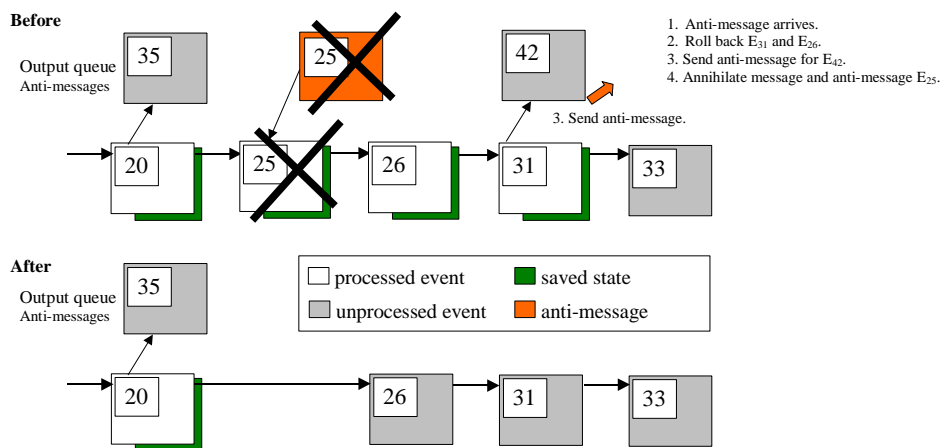 Before
35
25
42
Output queue
Anti-messages
1. Anti-message arrives.
2. Roll back E31 and E26.
3. Send anti-message for E42.
4. Annihilate message and anti-message E25.
3. Send anti-message.
20
25
26
31
33
After
35
Output queue
Anti-messages
processed event
saved state
unprocessed event
anti-message
20
26
31
33